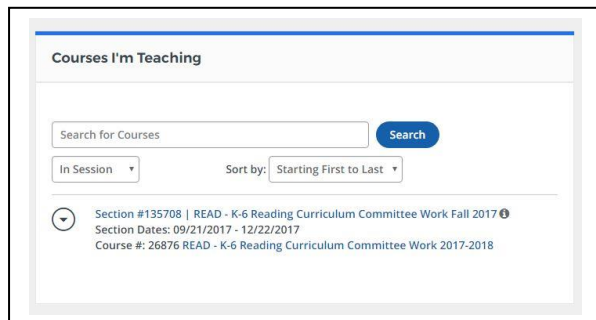 Courses I'm Teaching
Search for Courses
Search
In Session
Sort by: Starting First to Last
Section #135708 | READ - K-6 Reading Curriculum Committee Work Fall 2017
Section Dates: 09/21/2017 - 12/22/2017
Course #: 26876 READ - K-6 Reading Curriculum Committee Work 2017-2018